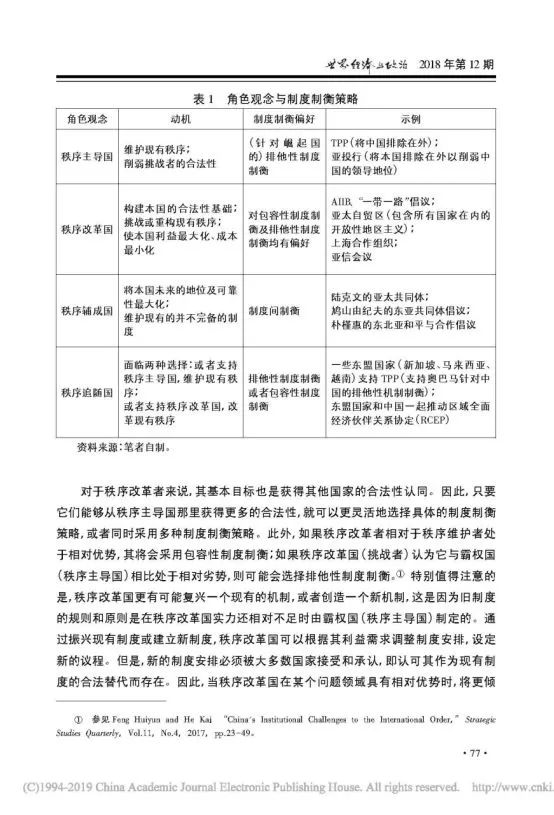 世界经济与政治 2018 年第 12 期
表 1 角色观念与制度制衡策略
角色观念 动机 制度制衡偏好 示例
秩序主导国
维护现有秩序;
削弱挑战者的合法性
(针对崛起国
的)排他性制度
制衡
TPP(将中国排除在外);
亚投行(将本国排除在外以削弱中
国的领导地位)
秩序改革国
构建本国的合法性基础;
挑战或重构现有秩序;
使本国利益最大化、成本
最小化
对包容性制度制
衡及排他性制度
制衡均有偏好
AIIB、“一带一路”倡议;
亚太自贸区(包含所有国家在内的
开放性地区主义);
上海合作组织;
亚信会议
秩序辅成国
将本国未来的地位及可靠
性最大化;
维护现有的并不完备的制
度
制度间制衡
陆克文的亚太共同体;
鸠山由纪夫的东亚共同体倡议;
朴槿惠的东北亚和平与合作倡议
秩序追随国
面临两种选择:或者支持
秩序主导国,维护现有秩
序;
或者支持秩序改革国,改
革现有秩序
排他性制度制衡
或者包容性制度
制衡
一些东盟国家(新加坡、马来西亚、
越南)支持 TPP(支持奥巴马针对中
国的排他性机制制衡);
东盟国家和中国一起推动区域全面
经济伙伴关系协定(RCEP)
资料来源:笔者自制。
对于秩序改革者来说,其基本目标也是获得其他国家的合法性认同。因此,只要
它们能够从秩序主导国那里获得更多的合法性,就可以更灵活地选择具体的制度制衡
策略,或者同时采用多种制度制衡策略。此外,如果秩序改革者相对于秩序维护者处
于相对优势,其将会采用包容性制度制衡;如果秩序改革国(挑战者)认为它与霸权国
(秩序主导国)相比处于相对劣势,则可能会选择排他性制度制衡。① 特别值得注意的
是,秩序改革国更有可能复兴一个现有的机制,或者创造一个新机制,这是因为旧制度
的规则和原则是在秩序改革国实力还相对不足时由霸权国(秩序主导国)制定的。通
过振兴现有制度或建立新制度,秩序改革国可以根据其利益需求调整制度安排,设定
新的议程。但是,新的制度安排必须被大多数国家接受和承认,即认可其作为现有制
度的合法替代而存在。因此,当秩序改革国在某个问题领域具有相对优势时,将更倾
① 参见 Feng Huiyun and He Kai “China's Institutional Challenges to the International Order,” Strategic
Studies Quarterly, Vol.11, No.4, 2017, pp.23-49。
·77·
(C)1994-2019 China Academic Journal Electronic Publishing House. All rights reserved. http://www.cnki.